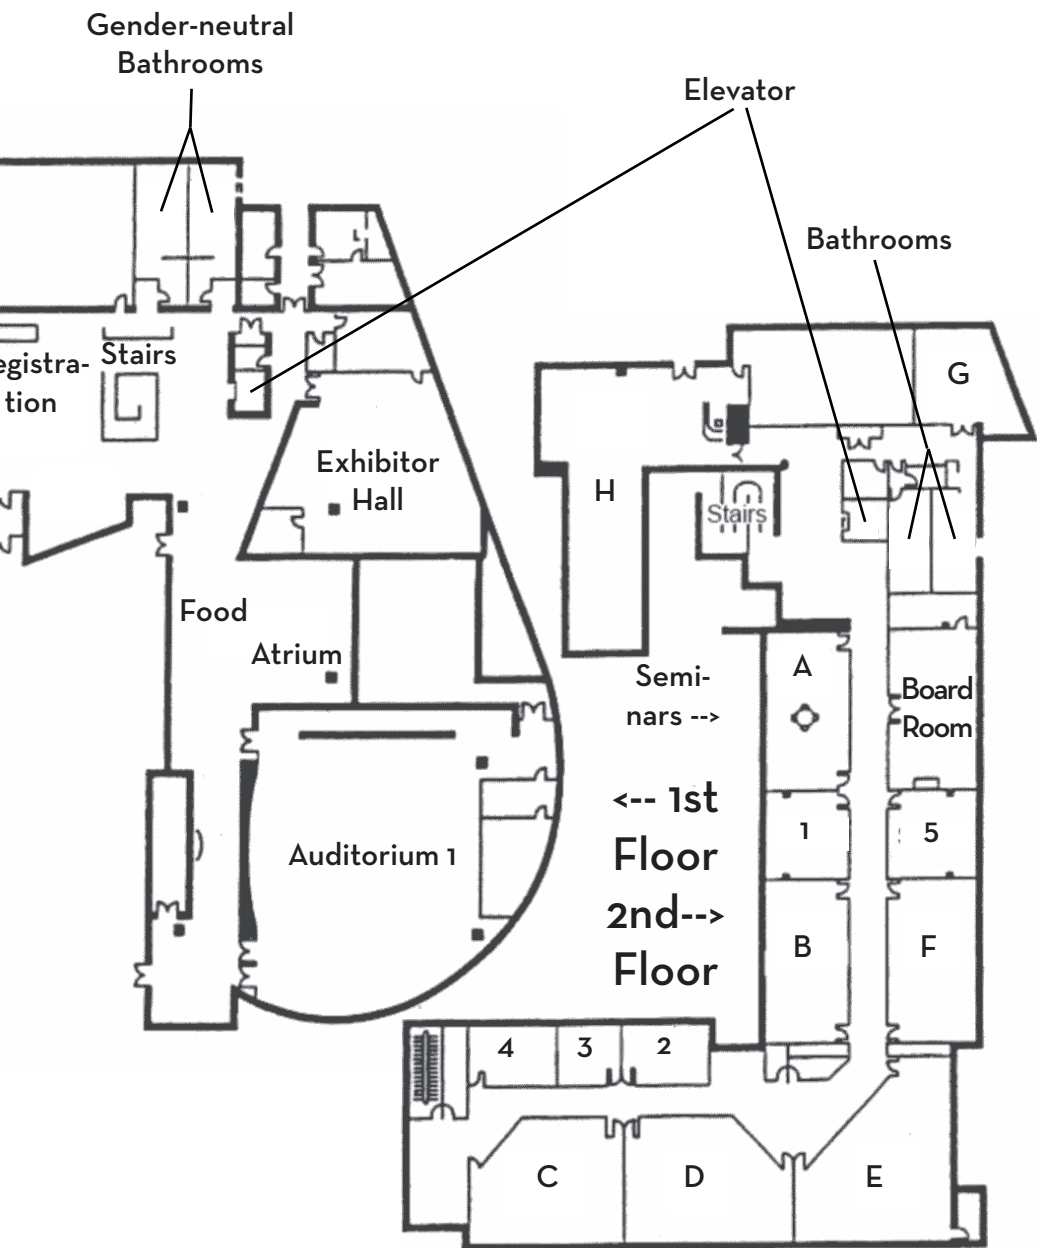 Gender-neutral
Bathrooms
Elevator
Bathrooms
egistra-
tion
Stairs
Exhibitor
Hall
Food
Atrium
Auditorium 1
G
H
Stairs
Semi-
nars -->
<-- 1st
Floor
2nd-->
Floor
A
Board
Room
1
5
B
F
4
3
2
C
D
E